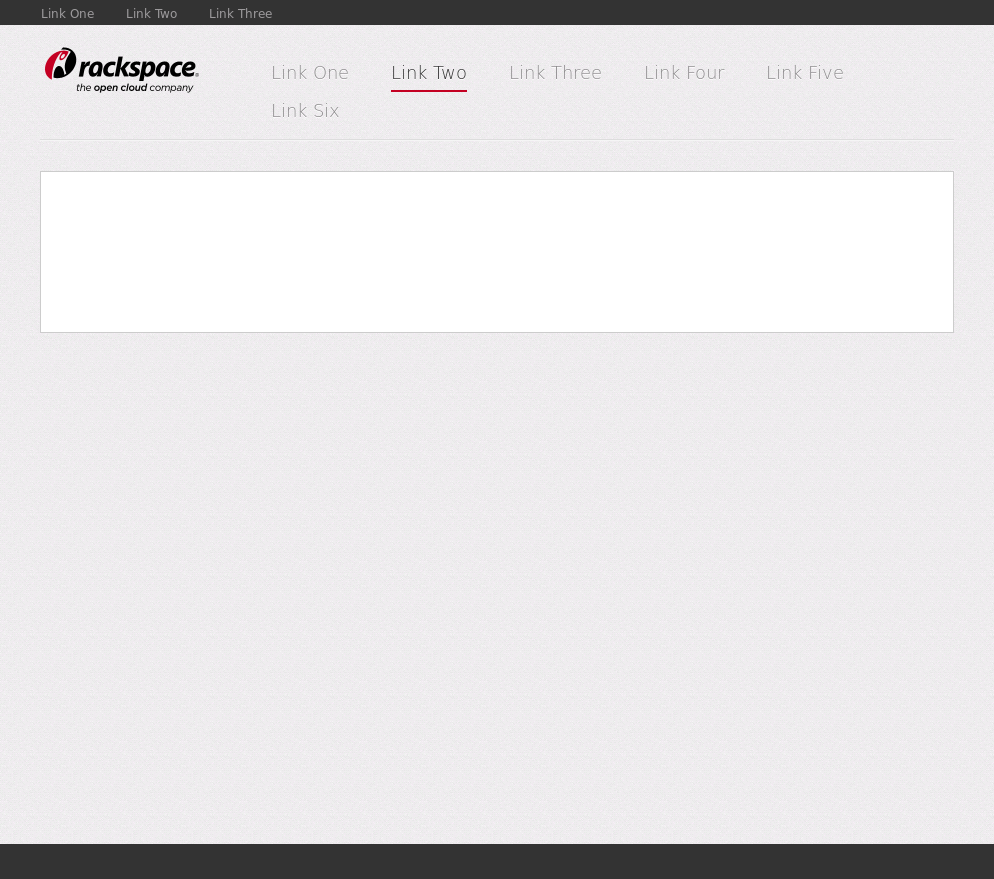 Link One Link Two Link Three
rackspace®
the open cloud company
Link One Link Two Link Three Link Four Link Five
Link Six